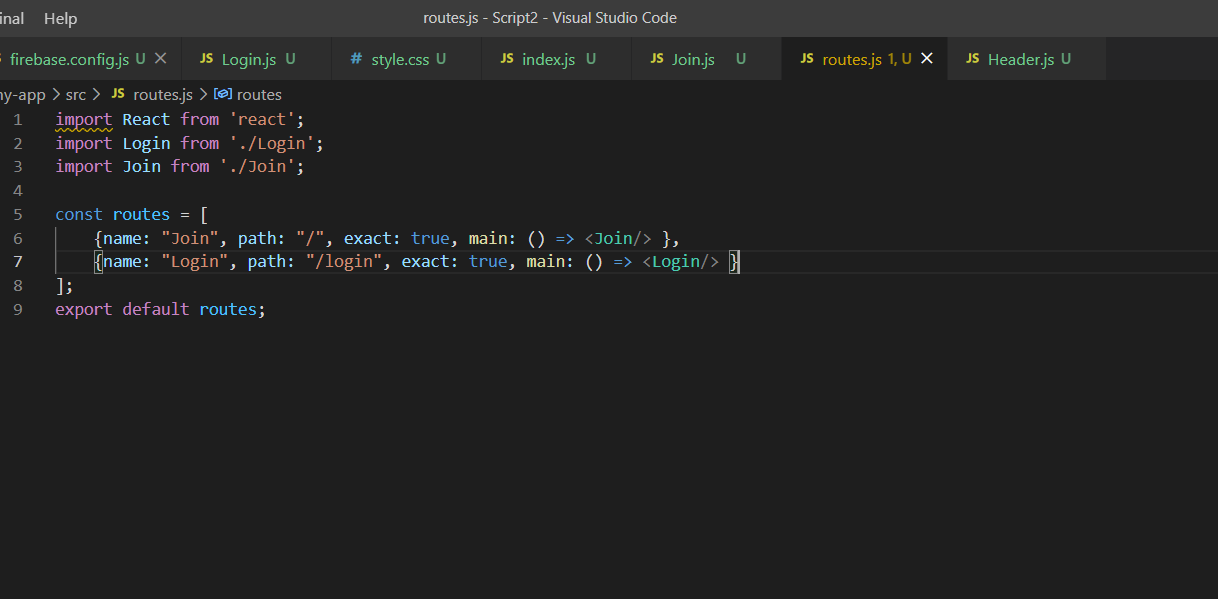 inal Help routes.js - Script2 - Visual Studio Code
firebase.config.js U JS Login.js U # style.css U JS index.js U JS Join.js U JS routes.js 1, U JS Header.js U
ny-app > src > JS routes.js > routes
1 import React from 'react';
2 import Login from './Login';
3 import Join from './Join';
4
5 const routes = [
6 {name: "Join", path: "/", exact: true, main: () => <Join/> },
7 {name: "Login", path: "/login", exact: true, main: () => <Login/> }
8 ];
9 export default routes;